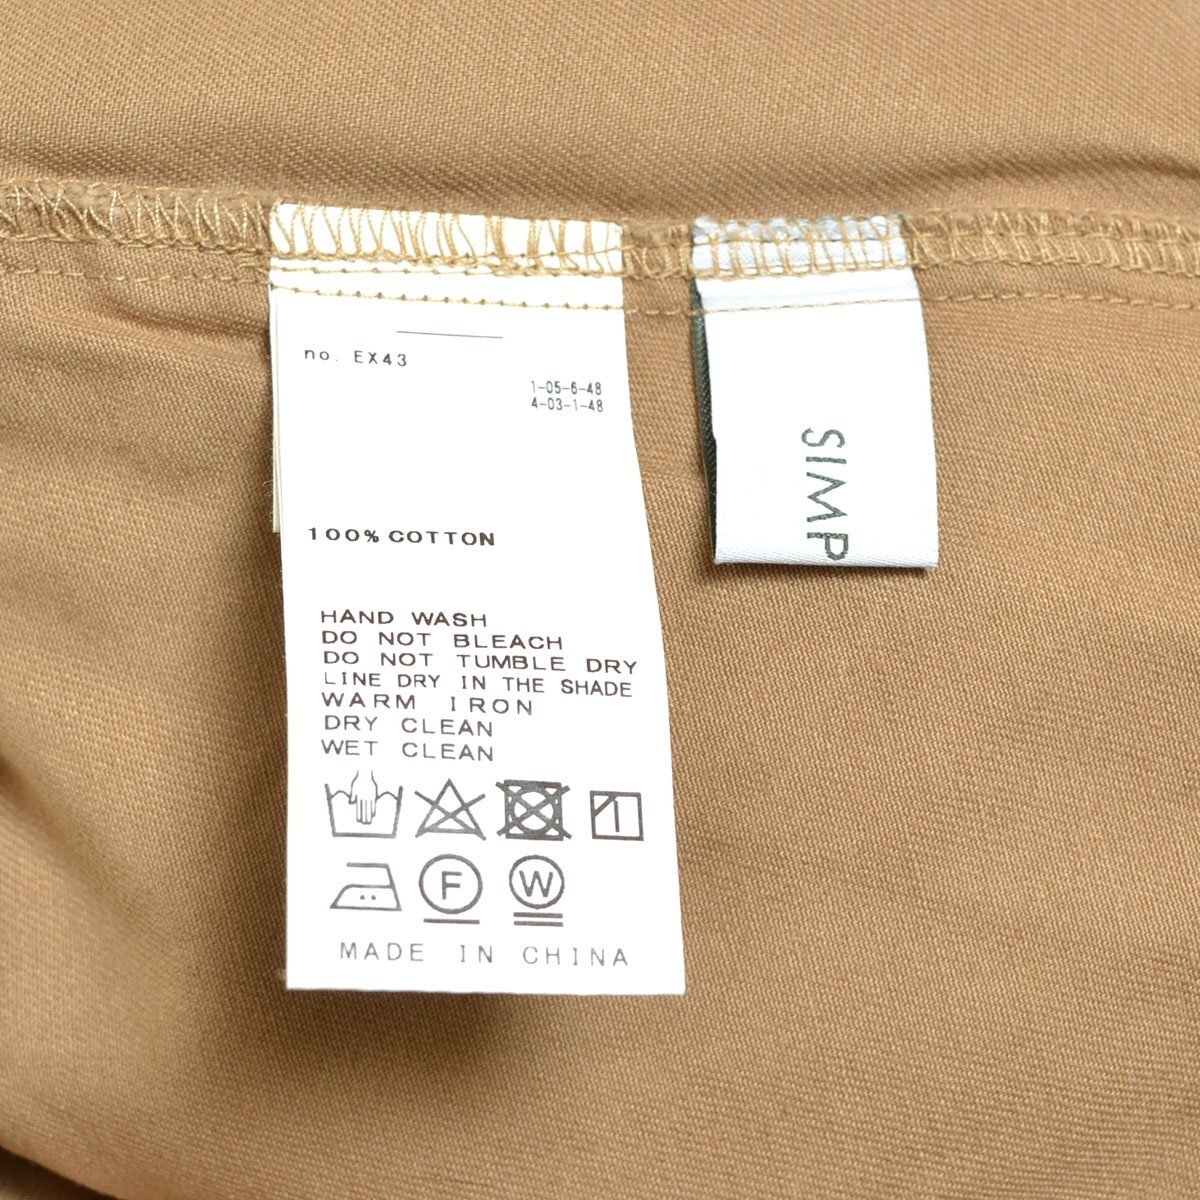 no. EX43
1-05-6-48
4-03-1-48
100% COTTON
HAND WASH
DO NOT BLEACH
DO NOT TUMBLE DRY
LINE DRY IN THE SHADE
WARM IRON
DRY CLEAN
WET CLEAN
F W
MADE IN CHINA
SIMP